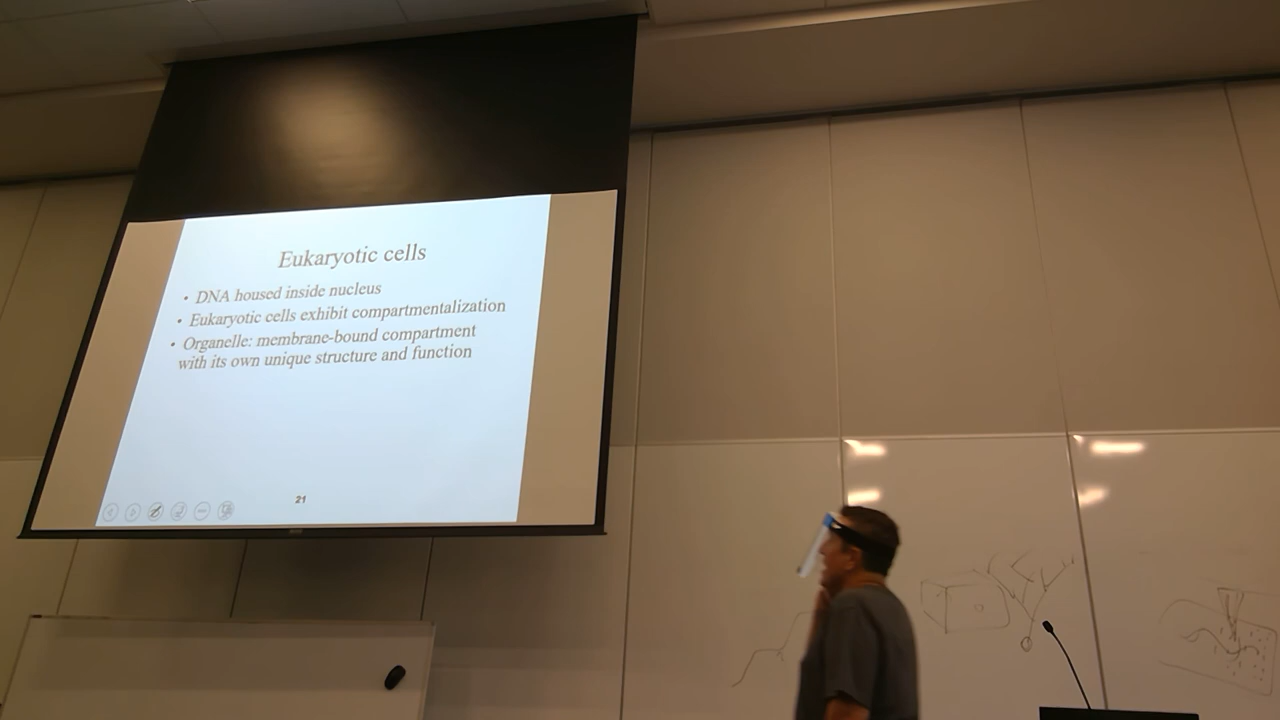 Eukaryotic cells
• DNA housed inside nucleus
• Eukaryotic cells exhibit compartmentalization
• Organelle: membrane-bound compartment
with its own unique structure and function
21